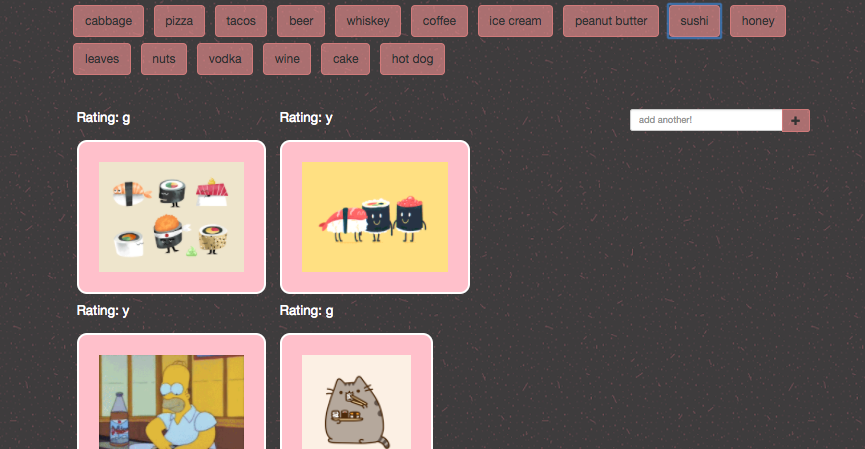 cabbage pizza tacos beer whiskey coffee ice cream peanut butter sushi honey
leaves nuts vodka wine cake hot dog
Rating: g Rating: y add another! +
Rating: y Rating: g